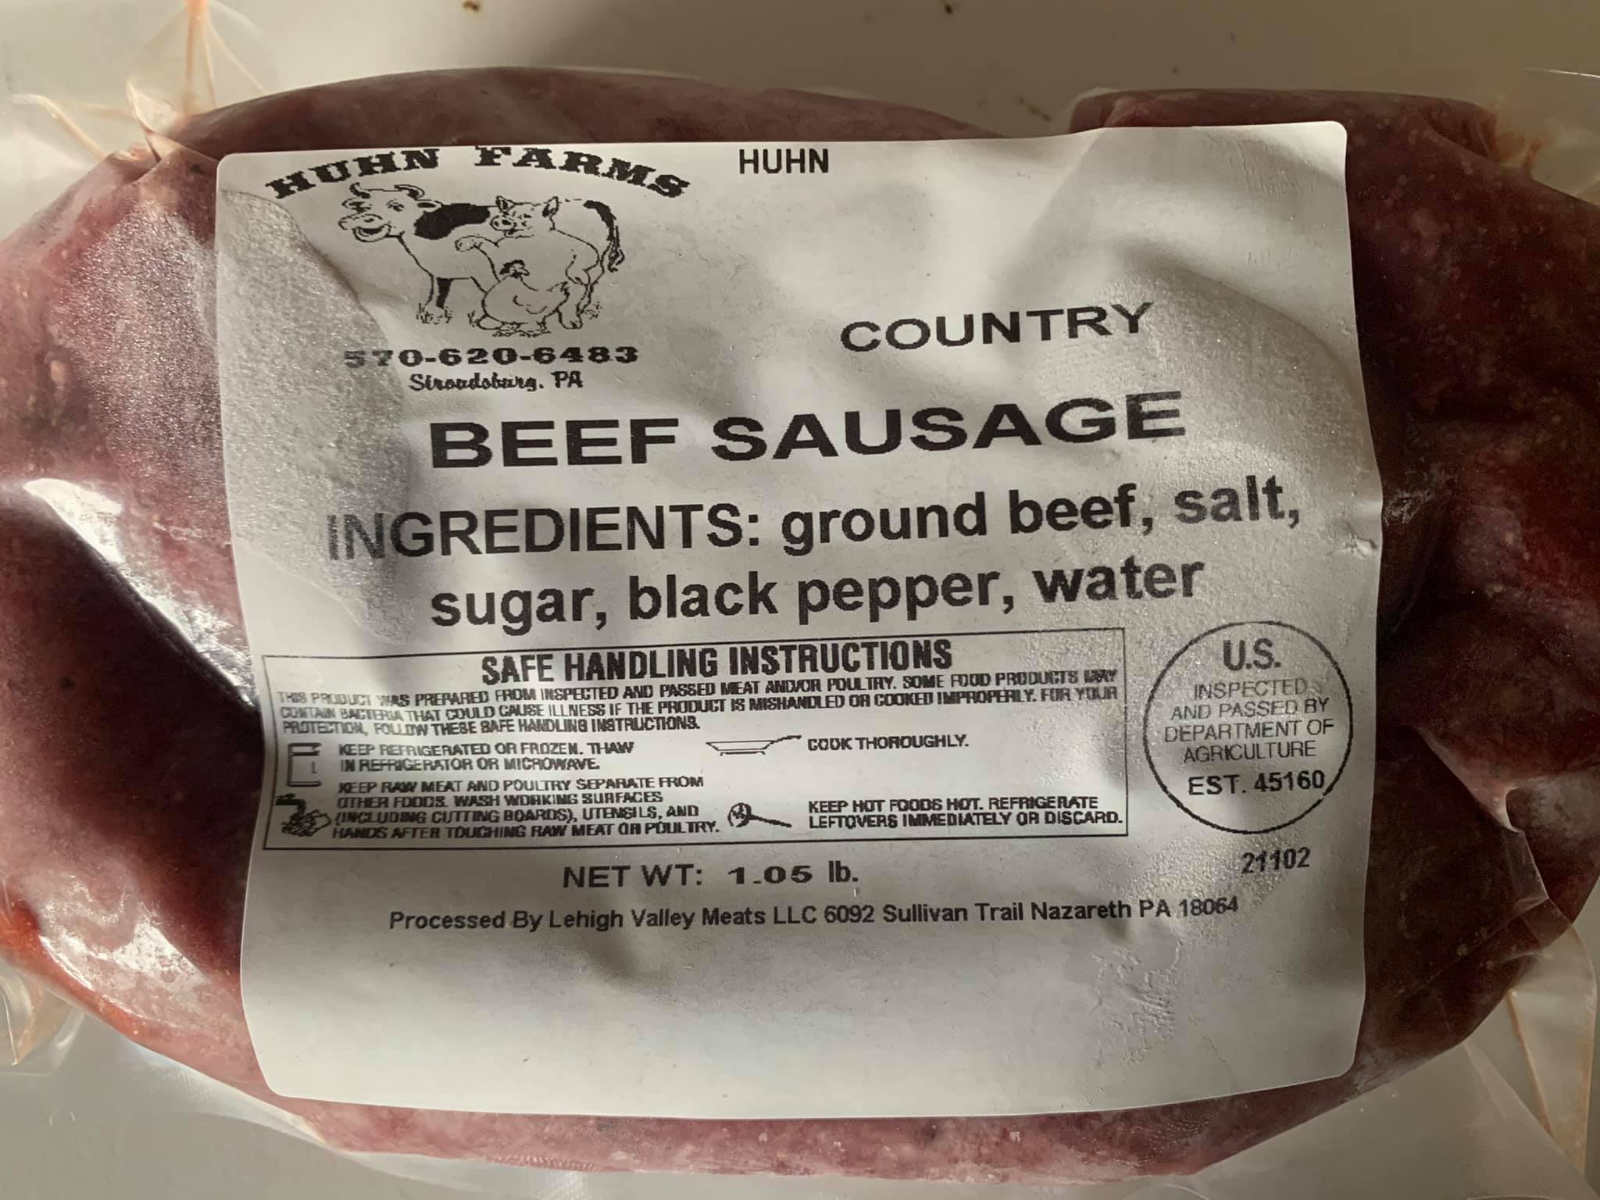 HUHN FARMS
HUHN
570-620-6483
Stroudsburg, PA
COUNTRY
BEEF SAUSAGE
INGREDIENTS: ground beef, salt,
sugar, black pepper, water
SAFE HANDLING INSTRUCTIONS
THIS PRODUCT WAS PREPARED FROM INSPECTED AND PASSED MEAT AND/OR POULTRY. SOME FOOD PRODUCTS MAY
CONTAIN BACTERIA THAT COULD CAUSE ILLNESS IF THE PRODUCT IS MISHANDLED OR COOKED IMPROPERLY. FOR YOUR
PROTECTION, FOLLOW THESE SAFE HANDLING INSTRUCTIONS.
KEEP REFRIGERATED OR FROZEN. THAW
IN REFRIGERATOR OR MICROWAVE.
COOK THOROUGHLY.
KEEP RAW MEAT AND POULTRY SEPARATE FROM
OTHER FOODS. WASH WORKING SURFACES
(INCLUDING CUTTING BOARDS), UTENSILS, AND
HANDS AFTER TOUCHING RAW MEAT OR POULTRY.
KEEP HOT FOODS HOT. REFRIGERATE
LEFTOVERS IMMEDIATELY OR DISCARD.
U.S.
INSPECTED
AND PASSED BY
DEPARTMENT OF
AGRICULTURE
EST. 45160
NET WT: 1.05 lb.
21102
Processed By Lehigh Valley Meats LLC 6092 Sullivan Trail Nazareth PA 18064